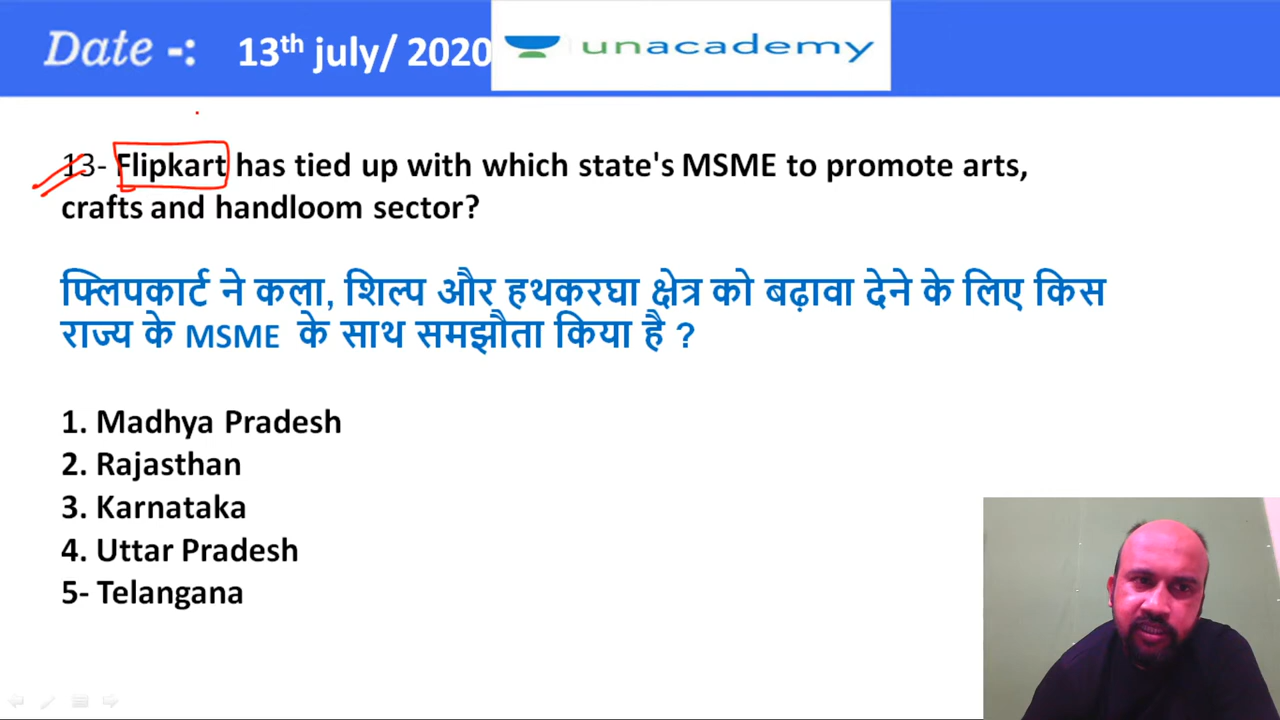 Date -: 13th july/ 2020 unacademy
13- Flipkart has tied up with which state's MSME to promote arts,
crafts and handloom sector?
फ्लिपकार्ट ने कला, शिल्प और हथकरघा क्षेत्र को बढ़ावा देने के लिए किस
राज्य के MSME के साथ समझौता किया है ?
1. Madhya Pradesh
2. Rajasthan
3. Karnataka
4. Uttar Pradesh
5- Telangana